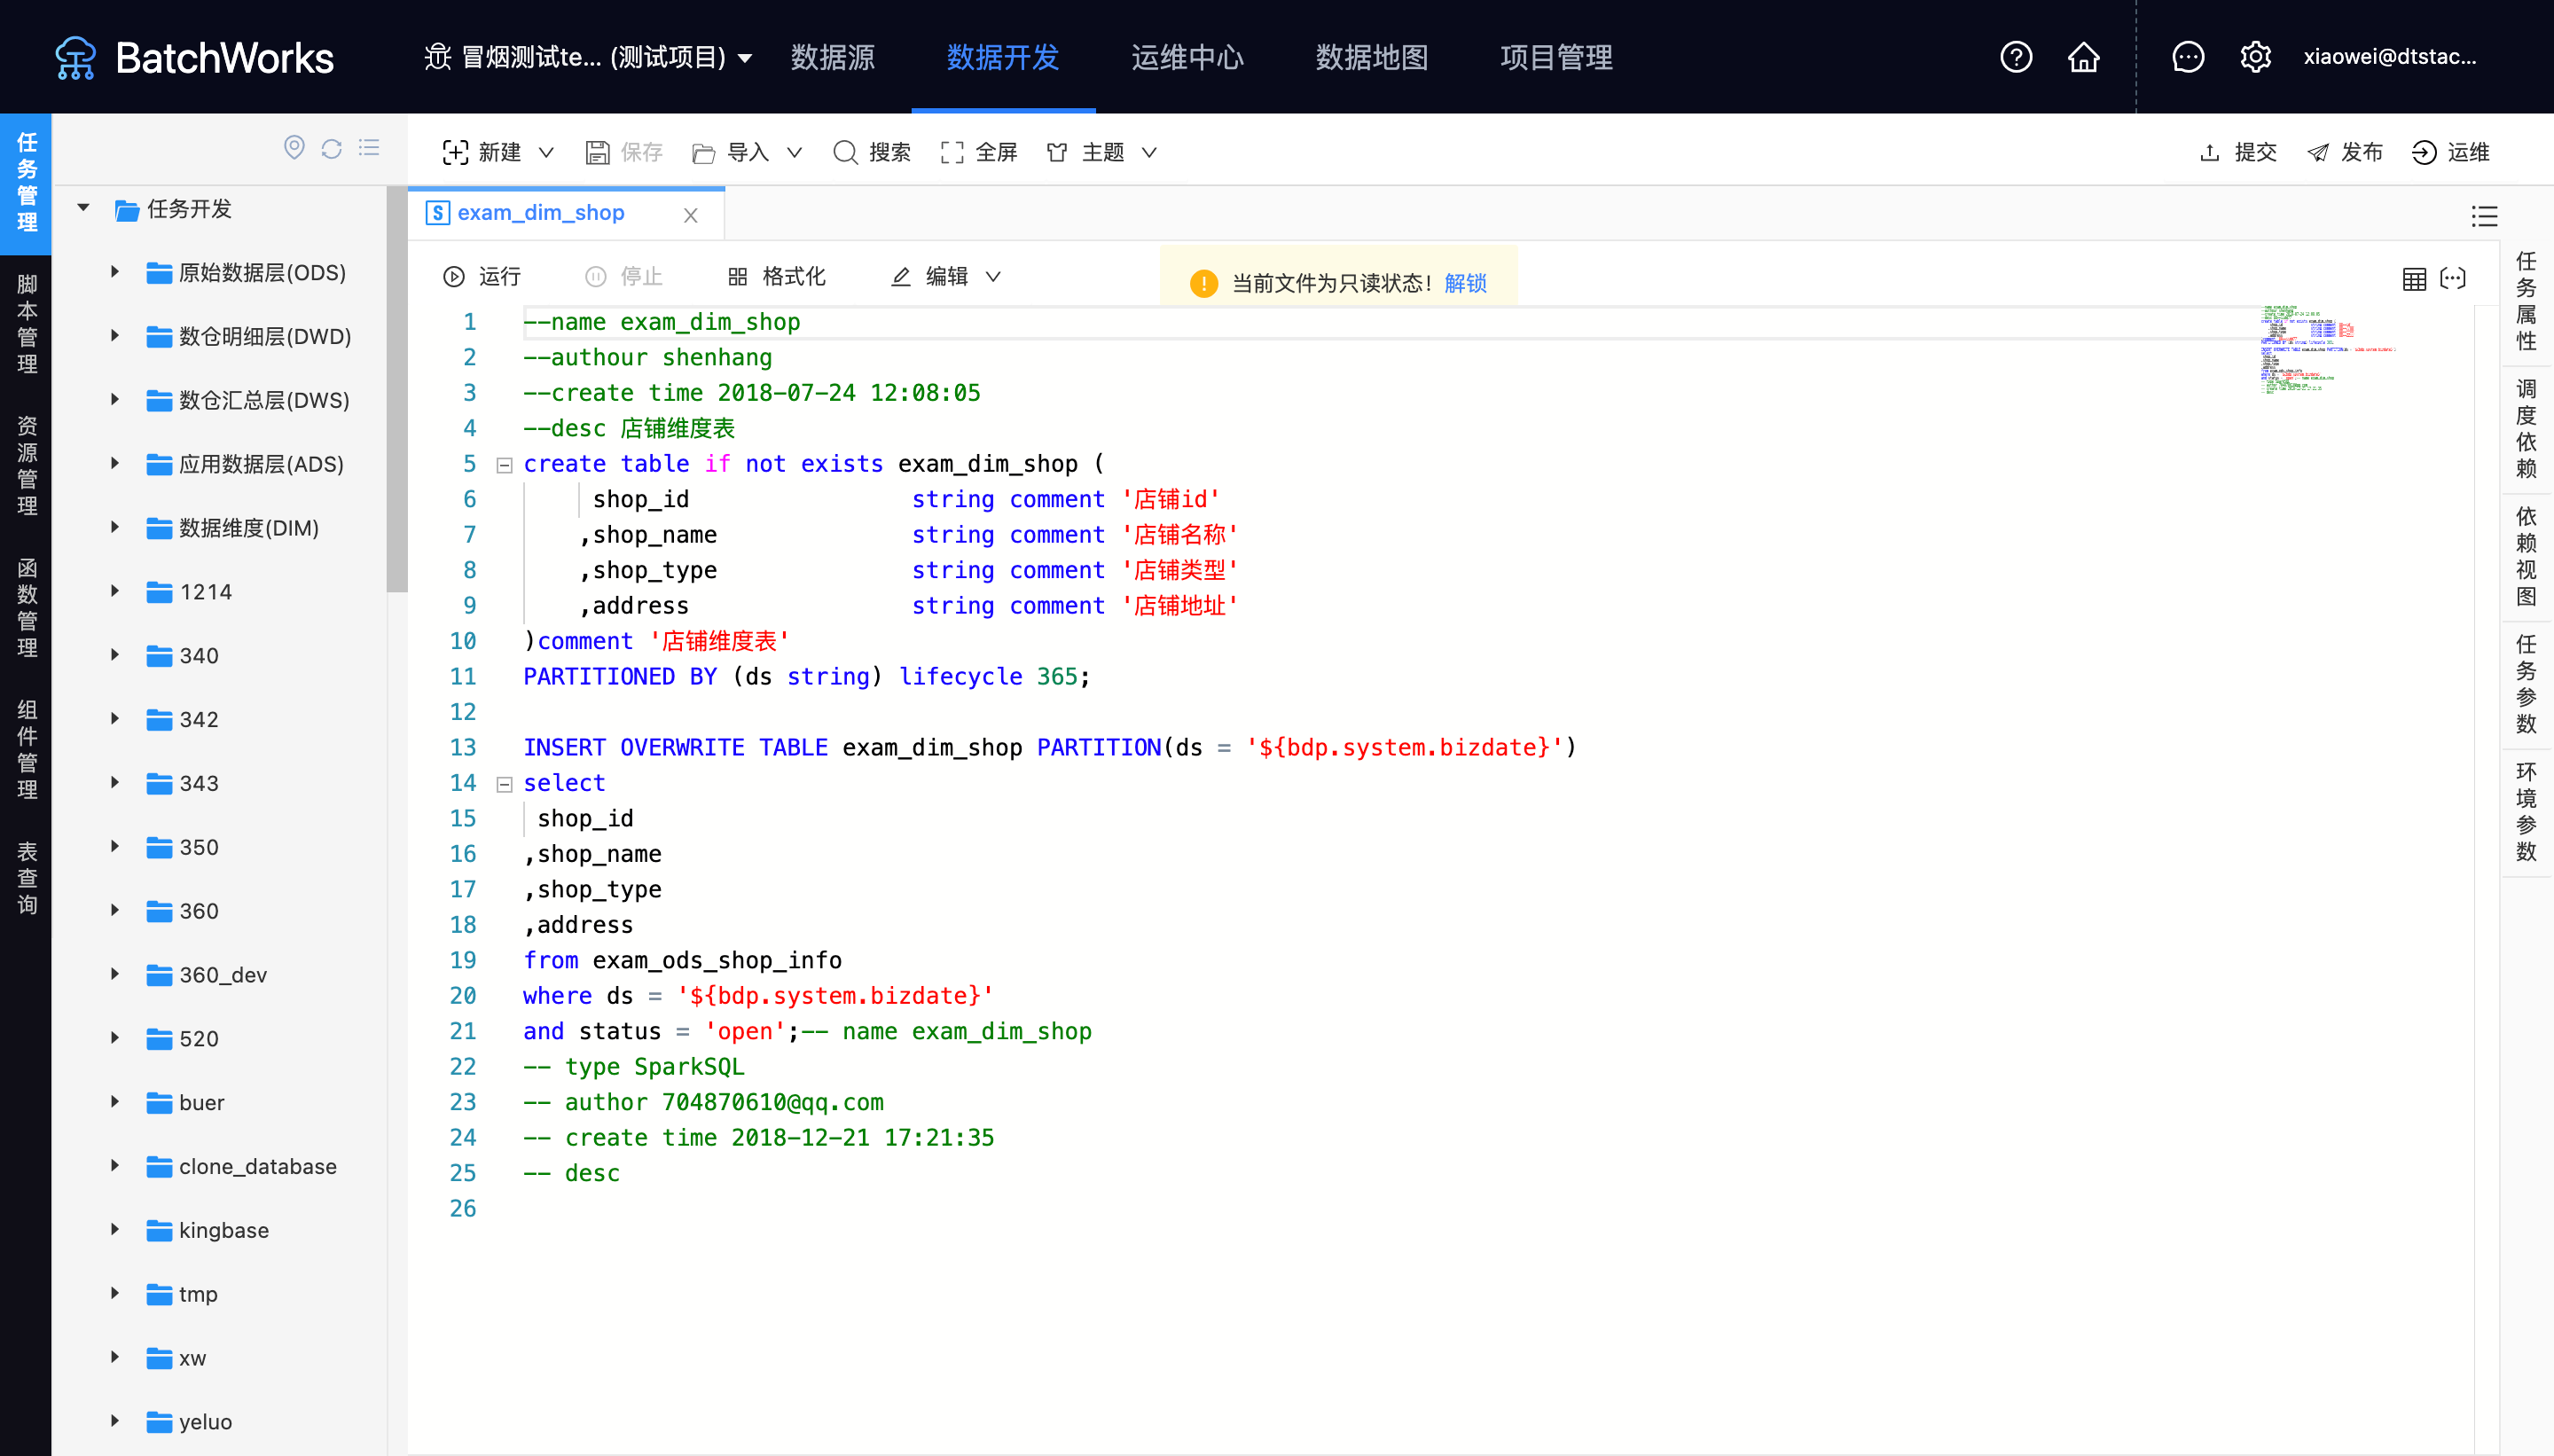 BatchWorks
冒烟测试te... (测试项目)
数据源
数据开发
运维中心
数据地图
项目管理
xiaowei@dtstac...
任务管理
脚本管理
资源管理
函数管理
组件管理
表查询
任务开发
原始数据层(ODS)
数仓明细层(DWD)
数仓汇总层(DWS)
应用数据层(ADS)
数据维度(DIM)
1214
340
342
343
350
360
360_dev
520
buer
clone_database
kingbase
tmp
xw
yeluo
新建
保存
导入
搜索
全屏
主题
提交
发布
运维
S exam_dim_shop
运行
停止
格式化
编辑
当前文件为只读状态! 解锁
1 --name exam_dim_shop
2 --authour shenhang
3 --create time 2018-07-24 12:08:05
4 --desc 店铺维度表
5 create table if not exists exam_dim_shop (
6 shop_id string comment '店铺id'
7 ,shop_name string comment '店铺名称'
8 ,shop_type string comment '店铺类型'
9 ,address string comment '店铺地址'
10 )comment '店铺维度表'
11 PARTITIONED BY (ds string) lifecycle 365;
12
13 INSERT OVERWRITE TABLE exam_dim_shop PARTITION(ds = '${bdp.system.bizdate}')
14 select
15 shop_id
16 ,shop_name
17 ,shop_type
18 ,address
19 from exam_ods_shop_info
20 where ds = '${bdp.system.bizdate}'
21 and status = 'open';-- name exam_dim_shop
22 -- type SparkSQL
23 -- author 704870610@qq.com
24 -- create time 2018-12-21 17:21:35
25 -- desc
26
任务属性
调度依赖
依赖视图
任务参数
环境参数